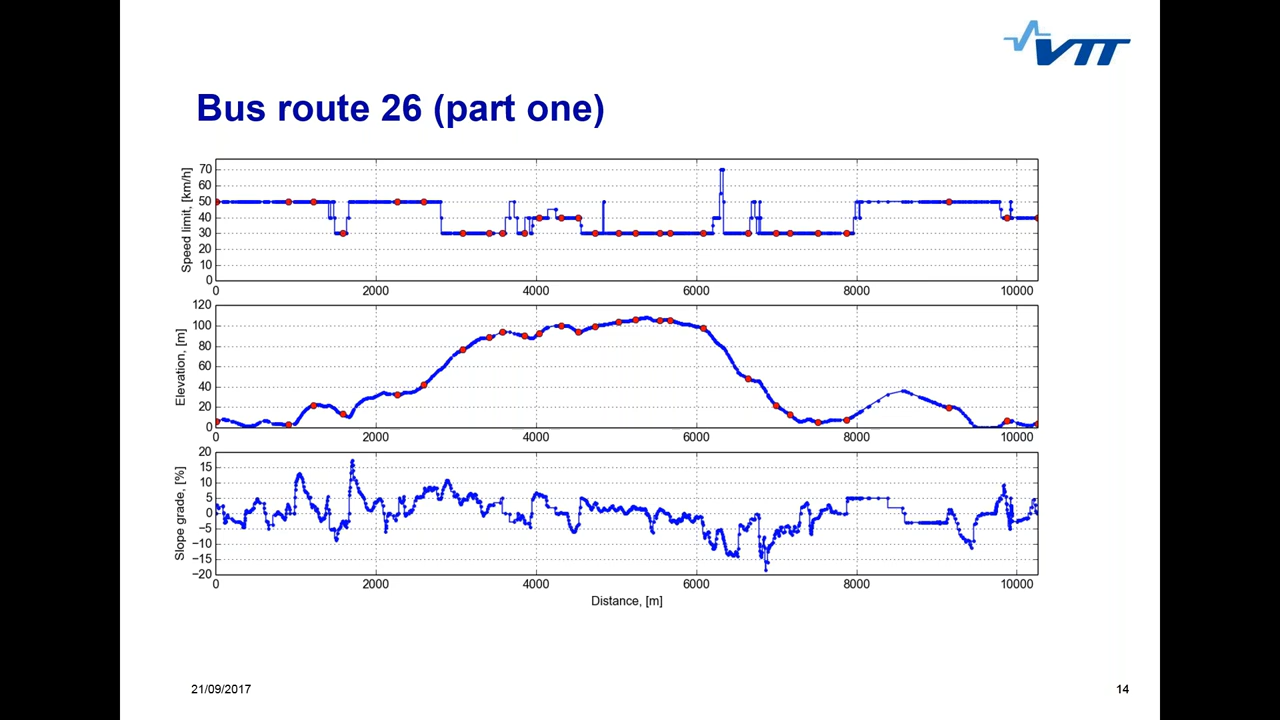 VTT
Bus route 26 (part one)
Speed limit, [km/h]
70
60
50
40
30
20
10
0
0 2000 4000 6000 8000 10000
Elevation, [m]
120
100
80
60
40
20
0
0 2000 4000 6000 8000 10000
Slope grade, [%]
20
15
10
5
0
−5
−10
−15
−20
0 2000 4000 6000 8000 10000
Distance, [m]
21/09/2017 14